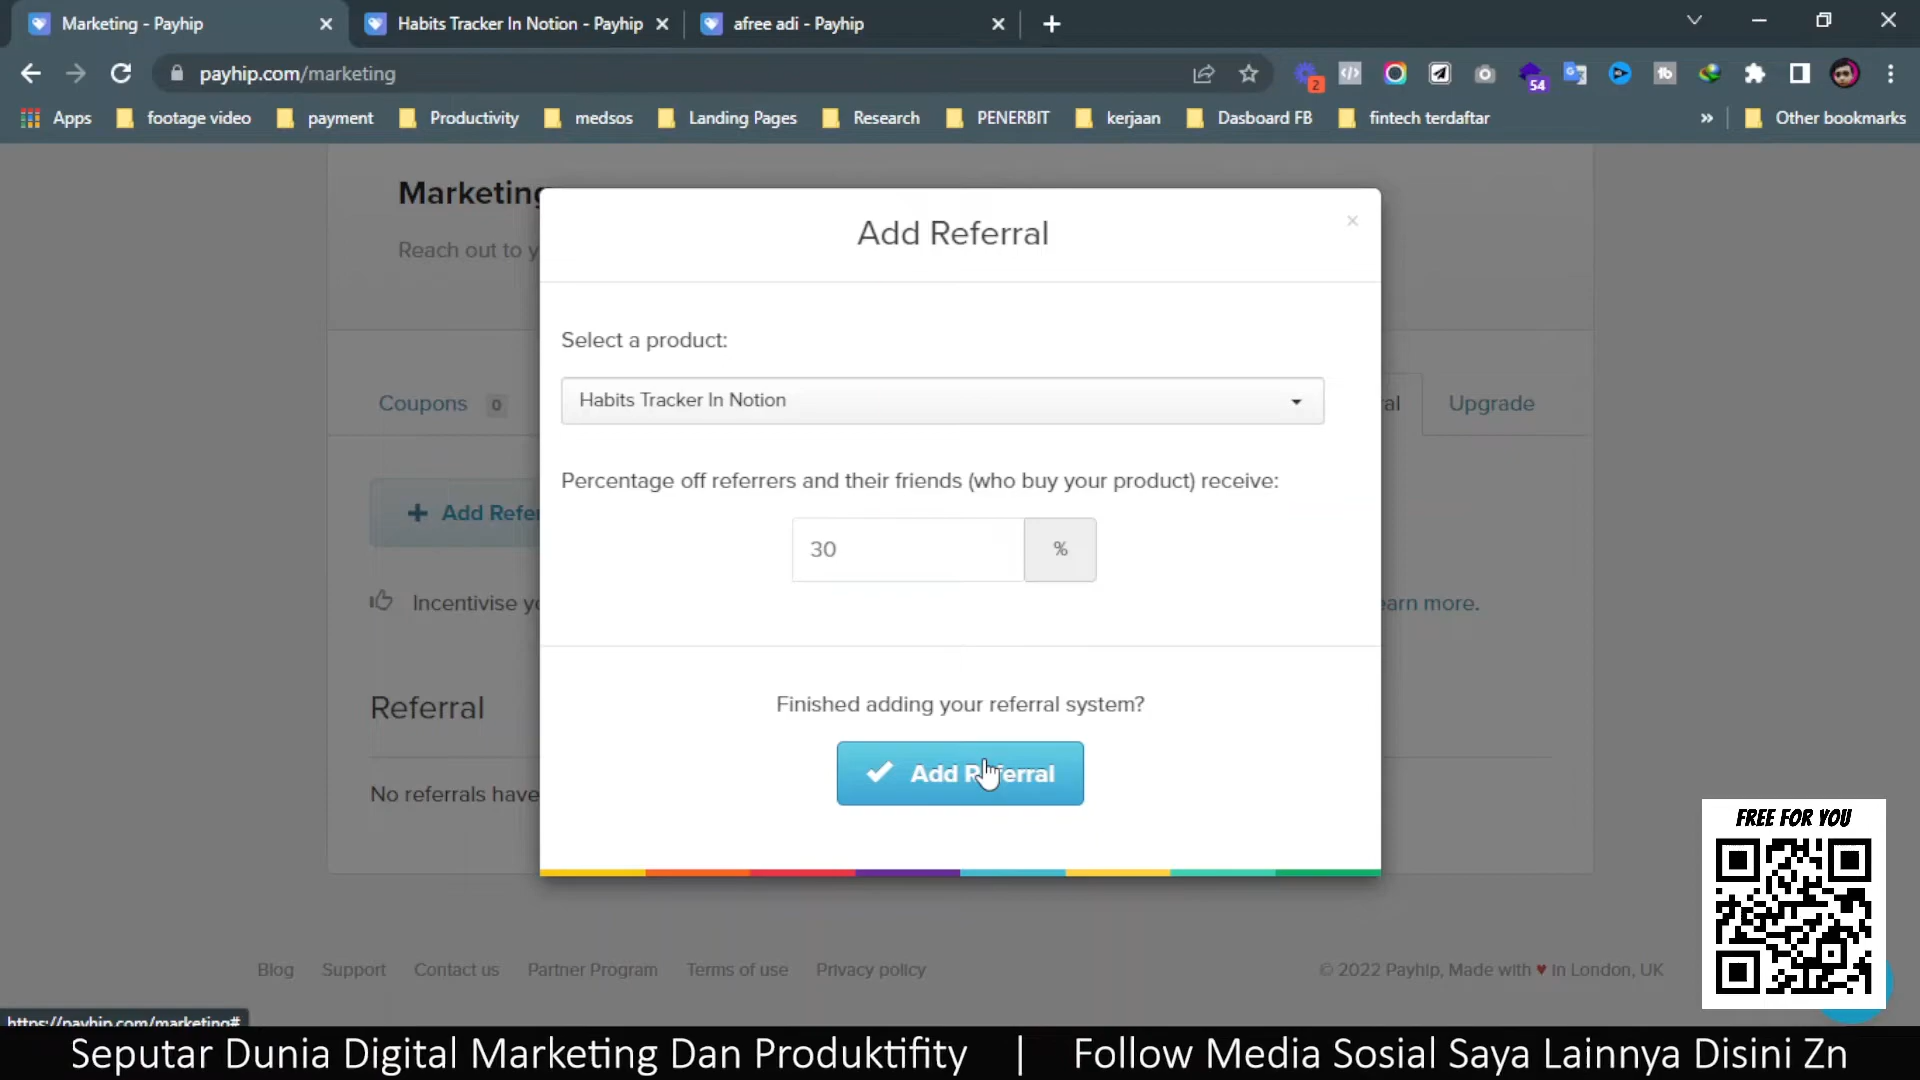 Marketing - Payhip
Habits Tracker In Notion - Payhip
afree adi - Payhip
payhip.com/marketing
2
54
Apps
footage video
payment
Productivity
medsos
Landing Pages
Research
PENERBIT
kerjaan
Dasboard FB
fintech terdaftar
»
Other bookmarks
Marketing
Reach out to y
Add Referral
×
Select a product:
Habits Tracker In Notion
Coupons 0
al
Upgrade
Percentage off referrers and their friends (who buy your product) receive:
+ Add Refer
30 %
Incentivise yo
earn more.
Finished adding your referral system?
Referral
Add Referral
No referrals have
FREE FOR YOU
Blog
Support
Contact us
Partner Program
Terms of use
Privacy policy
© 2022 Payhip, Made with ♥ in London, UK
https://payhip.com/marketing#
Seputar Dunia Digital Marketing Dan Produktifity | Follow Media Sosial Saya Lainnya Disini Zn